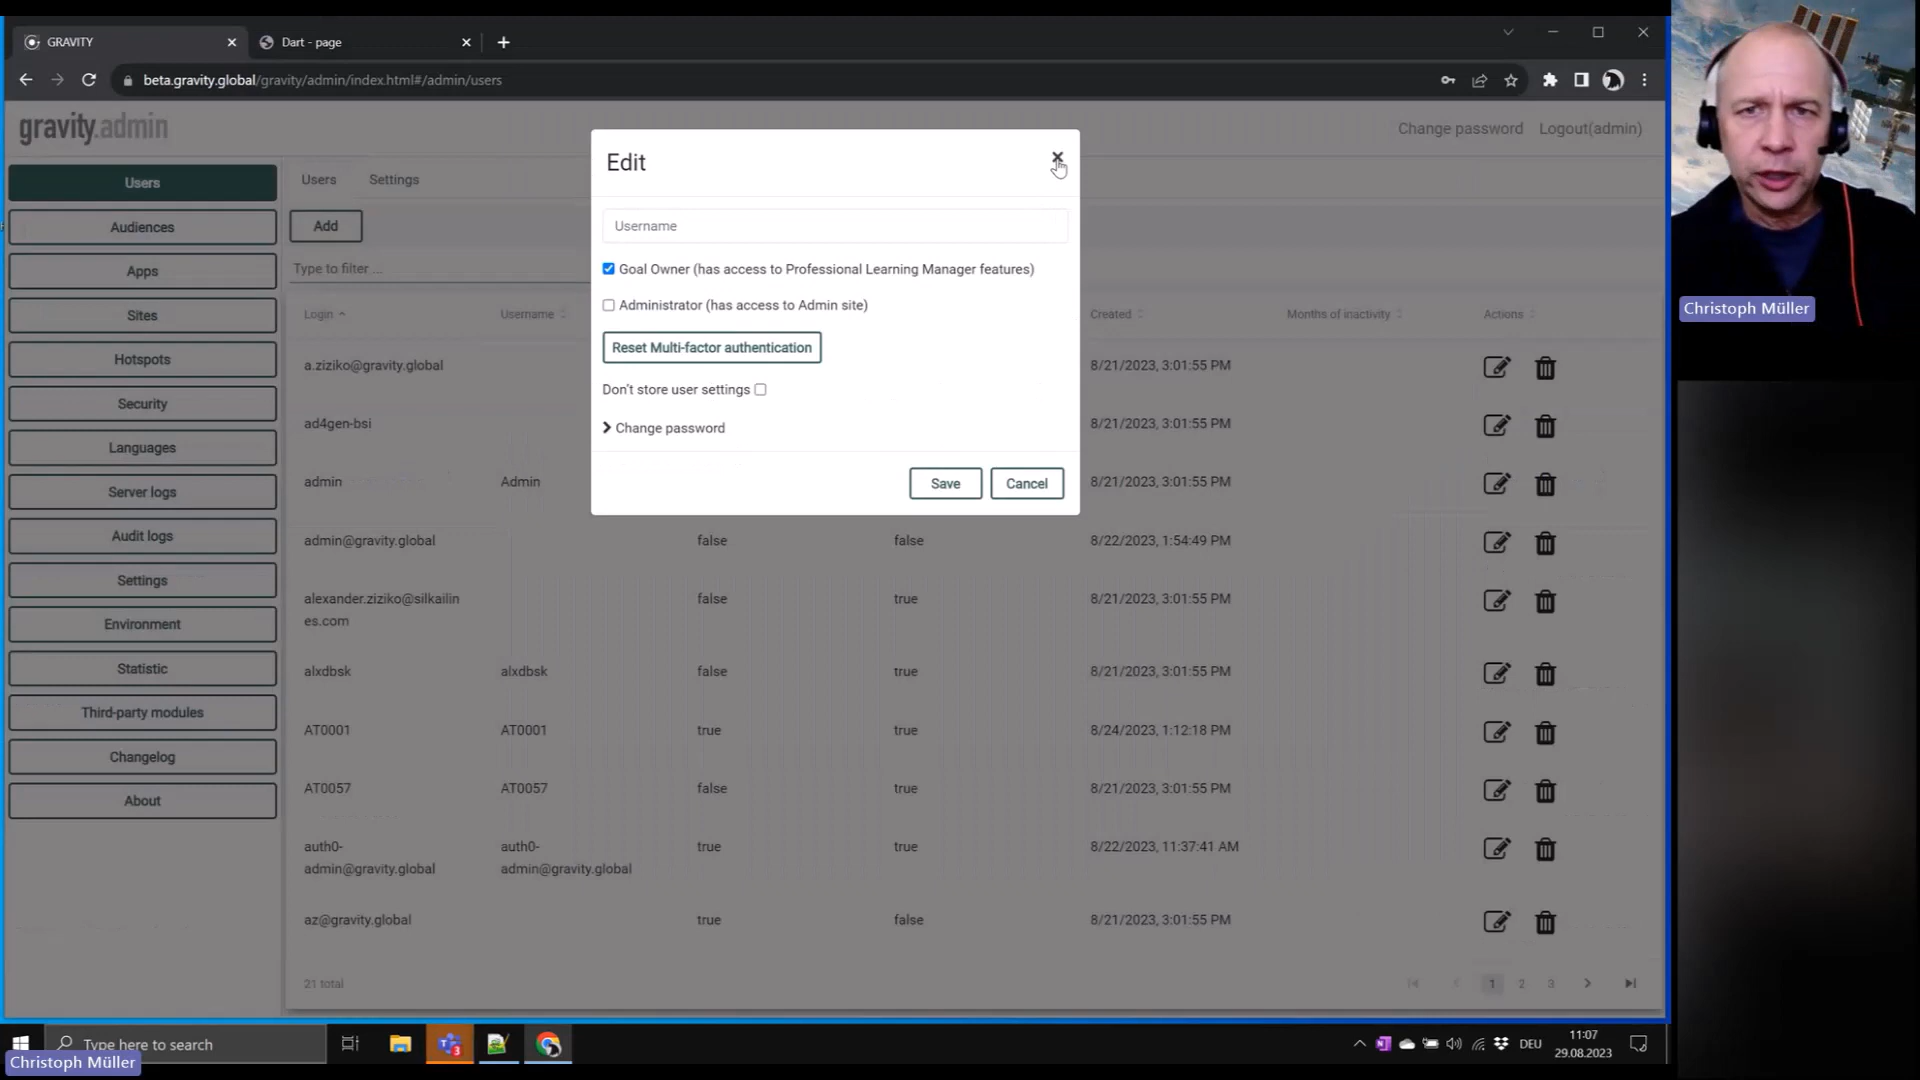 GRAVITY
Dart - page
beta.gravity.global/gravity/admin/index.html#/admin/users
gravity.admin
Change password
Logout(admin)
Users
Audiences
Apps
Sites
Hotspots
Security
Languages
Server logs
Audit logs
Settings
Environment
Statistic
Third-party modules
Changelog
About
Users Settings
Add
Type to filter ...
Edit
Username
Goal Owner (has access to Professional Learning Manager features)
Administrator (has access to Admin site)
Reset Multi-factor authentication
Don't store user settings
Change password
Save Cancel
Login Username Created Months of inactivity Actions
a.ziziko@gravity.global 8/21/2023, 3:01:55 PM
ad4gen-bsi 8/21/2023, 3:01:55 PM
admin Admin 8/21/2023, 3:01:55 PM
admin@gravity.global false false 8/22/2023, 1:54:49 PM
alexander.ziziko@silkailin false true 8/21/2023, 3:01:55 PM
es.com
alxdbsk alxdbsk false true 8/21/2023, 3:01:55 PM
AT0001 AT0001 true true 8/24/2023, 1:12:18 PM
AT0057 AT0057 false true 8/21/2023, 3:01:55 PM
auth0- auth0- true true 8/22/2023, 11:37:41 AM
admin@gravity.global admin@gravity.global
az@gravity.global true false 8/21/2023, 3:01:55 PM
21 total
1 2 3
Type here to search
DEU
11:07
29.08.2023
Christoph Müller
Christoph Müller